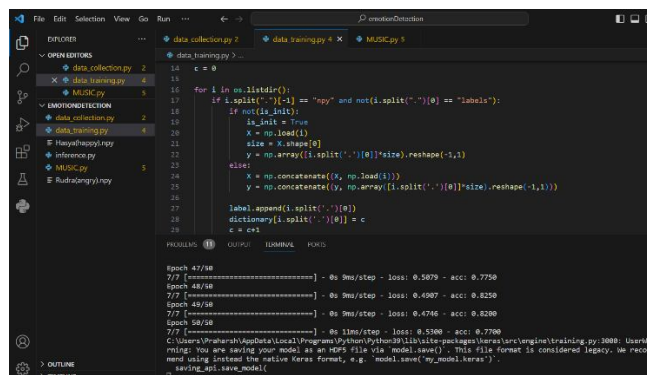 File Edit Selection View Go Run ... emotionDetection
EXPLORER ...
OPEN EDITORS
data_collection.py 2
data_training.py 4
MUSIC.py 5
EMOTIONDETECTION
data_collection.py 2
data_training.py 4
Hasya(happy).npy
inference.py
MUSIC.py 5
Rudra(angry).npy
OUTLINE
data_collection.py 2 data_training.py 4 MUSIC.py 5
data_training.py > ...
14 c = 0
15
16 for i in os.listdir():
17 if i.split(".")[-1] == "npy" and not(i.split(".")[0] == "labels"):
18 if not(is_init):
19 is_init = True
20 X = np.load(i)
21 size = X.shape[0]
22 y = np.array([i.split('.')[0]]*size).reshape(-1,1)
23 else:
24 X = np.concatenate((X, np.load(i)))
25 y = np.concatenate((y, np.array([i.split('.')[0]]*size).reshape(-1,1)))
26
27 label.append(i.split('.')[0])
28 dictionary[i.split('.')[0]] = c
29 c = c+1
PROBLEMS 11 OUTPUT TERMINAL PORTS
Epoch 47/50
7/7 [==============================] - 0s 9ms/step - loss: 0.5079 - acc: 0.7750
Epoch 48/50
7/7 [==============================] - 0s 9ms/step - loss: 0.4907 - acc: 0.8250
Epoch 49/50
7/7 [==============================] - 0s 9ms/step - loss: 0.4746 - acc: 0.8200
Epoch 50/50
7/7 [==============================] - 0s 11ms/step - loss: 0.5300 - acc: 0.7700
C:\Users\Praharsh\AppData\Local\Programs\Python\Python39\lib\site-packages\keras\src\engine\training.py:3000: UserWa
rning: You are saving your model as an HDF5 file via `model.save()`. This file format is considered legacy. We recom
mend using instead the native Keras format, e.g. `model.save('my_model.keras')`.
saving_api.save_model(